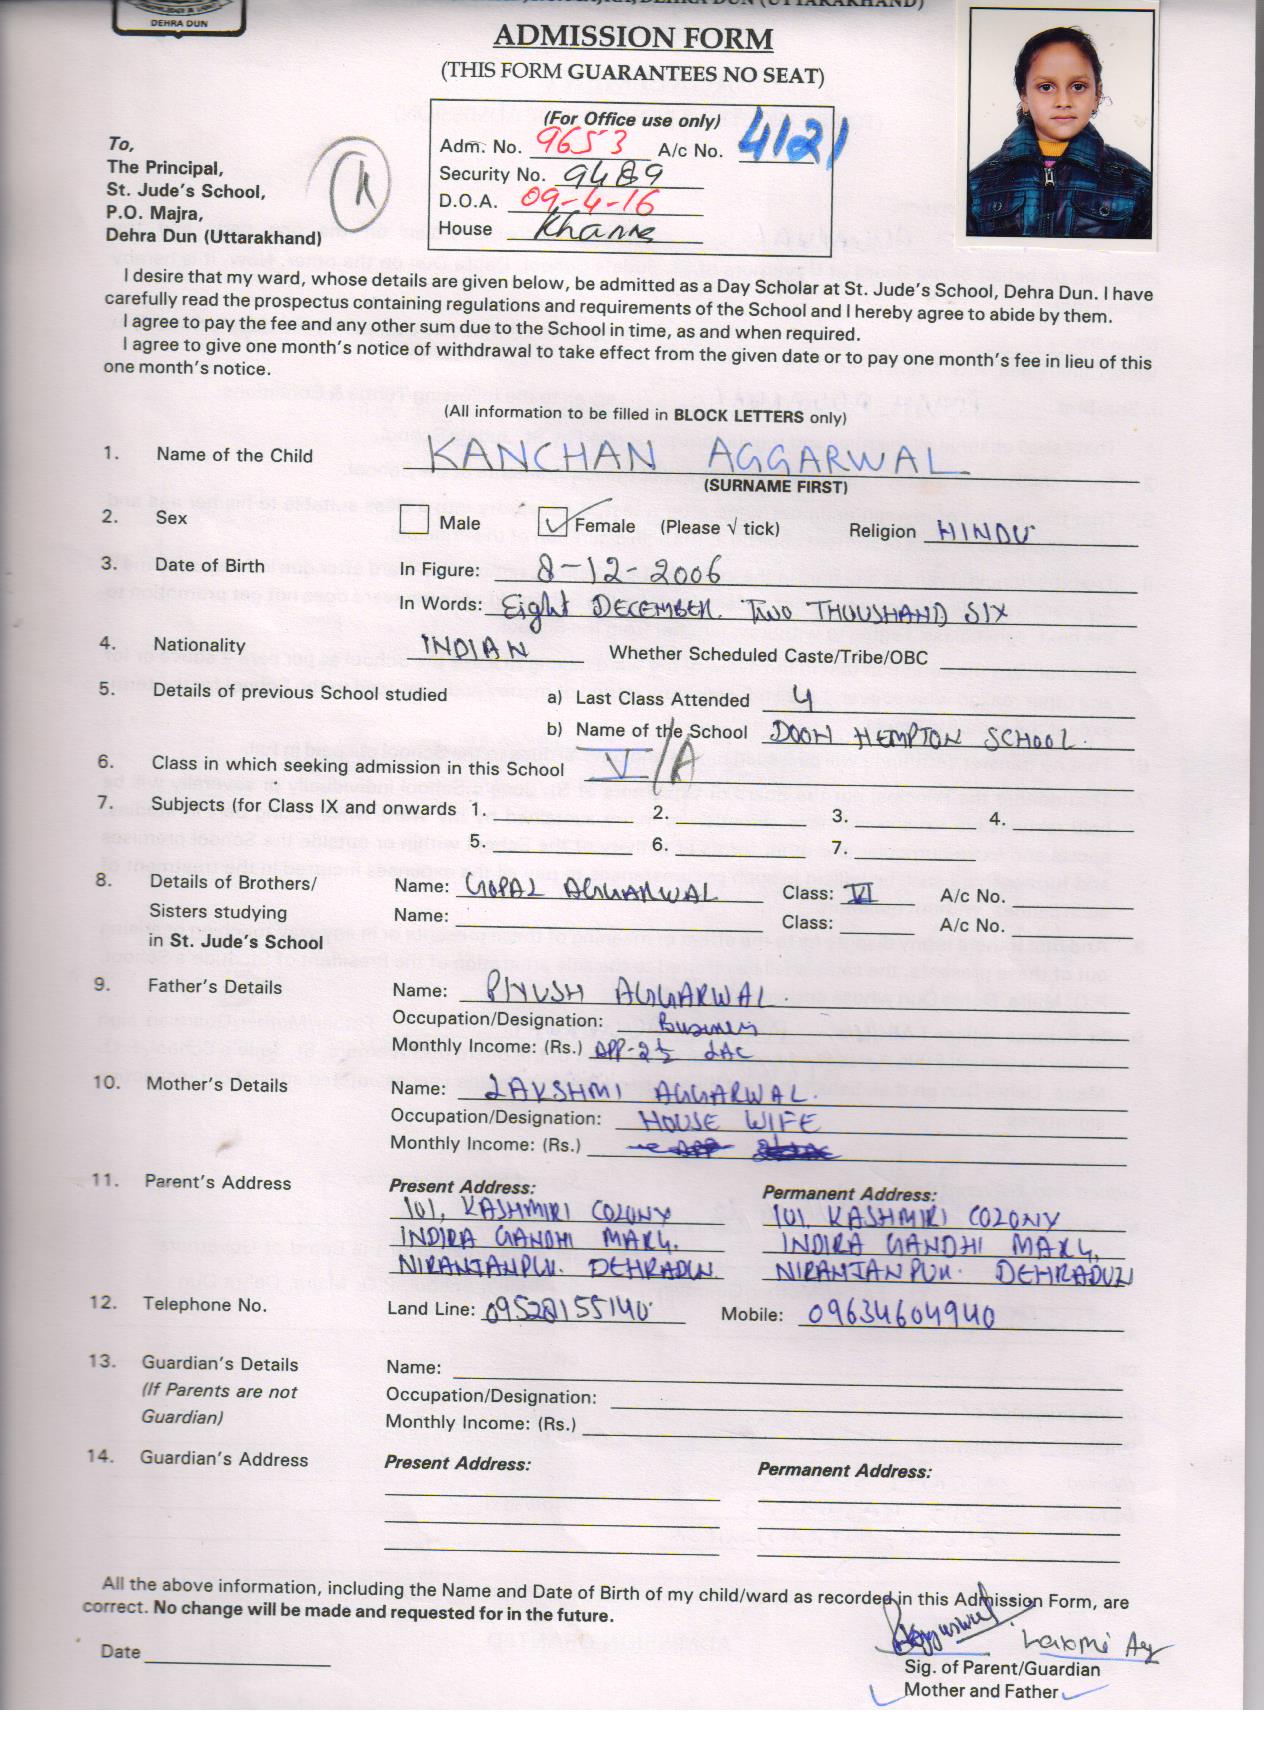 DEHRA DUN
ADMISSION FORM
(THIS FORM GUARANTEES NO SEAT)
(For Office use only)
Adm. No. 9653 A/c No. 4121
Security No. 9489
D.O.A. 09-4-16
House Khanna
To,
The Principal,
St. Jude's School,
P.O. Majra,
Dehra Dun (Uttarakhand)
I desire that my ward, whose details are given below, be admitted as a Day Scholar at St. Jude's School, Dehra Dun. I have
carefully read the prospectus containing regulations and requirements of the School and I hereby agree to abide by them.
I agree to pay the fee and any other sum due to the School in time, as and when required.
I agree to give one month's notice of withdrawal to take effect from the given date or to pay one month's fee in lieu of this
one month's notice.
(All information to be filled in BLOCK LETTERS only)
1. Name of the Child KANCHAN AGGARWAL
(SURNAME FIRST)
2. Sex Male ✓ Female (Please √ tick) Religion HINDU
3. Date of Birth In Figure: 8-12-2006
In Words: Eight DECEMBER. TWO THOUSHAND SIX
4. Nationality INDIAN Whether Scheduled Caste/Tribe/OBC
5. Details of previous School studied a) Last Class Attended 4
b) Name of the School DOON HEMPTON SCHOOL.
6. Class in which seeking admission in this School V/A
7. Subjects (for Class IX and onwards 1. 2. 3. 4.
5. 6. 7.
8. Details of Brothers/ Name: GOPAL AGGARWAL Class: VI A/c No.
Sisters studying Name: Class: A/c No.
in St. Jude's School
9. Father's Details Name: PIYUSH AGGARWAL.
Occupation/Designation: Business
Monthly Income: (Rs.) APP-2½ LAC
10. Mother's Details Name: LAKSHMI AGGARWAL.
Occupation/Designation: HOUSE WIFE
Monthly Income: (Rs.)
11. Parent's Address Present Address: Permanent Address:
101, KASHMIRI COLONY 101, KASHMIRI COLONY
INDIRA GANDHI MARG. INDIRA GANDHI MARG,
NIRANJANPUR. DEHRADUN. NIRANJANPUR. DEHRADUN
12. Telephone No. Land Line: 09528155140 Mobile: 09634604940
13. Guardian's Details Name:
(If Parents are not Occupation/Designation:
Guardian) Monthly Income: (Rs.)
14. Guardian's Address Present Address: Permanent Address:
All the above information, including the Name and Date of Birth of my child/ward as recorded in this Admission Form, are
correct. No change will be made and requested for in the future.
Laxmi Ag
Date
Sig. of Parent/Guardian
Mother and Father